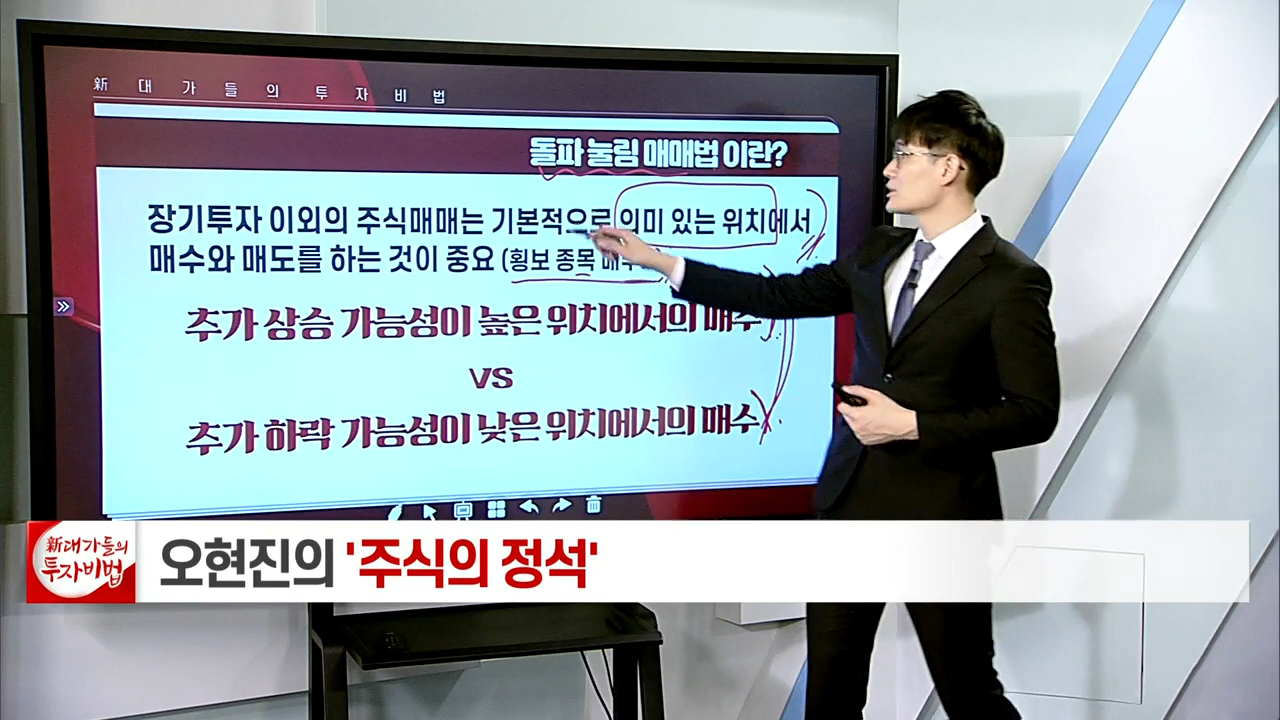 新 대 가 들 의 투 자 비 법
돌파 눌림 매매법 이란?
장기투자 이외의 주식매매는 기본적으로 의미 있는 위치에서
매수와 매도를 하는 것이 중요 (횡보 종목
추가 상승 가능성이 높은 위치에서의 매수
vs
추가 하락 가능성이 낮은 위치에서의 매수
新대가들의
투자비법
오현진의 '주식의 정석'